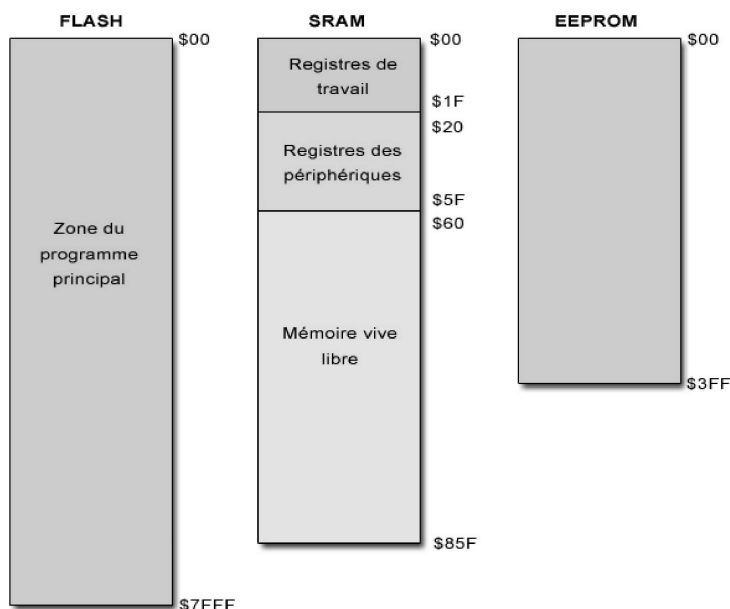 FLASH
$00
Zone du
programme
principal
$7FFF
SRAM
$00
Registres de
travail
$1F
$20
Registres des
périphériques
$5F
$60
Mémoire vive
libre
$85F
EEPROM
$00
$3FF